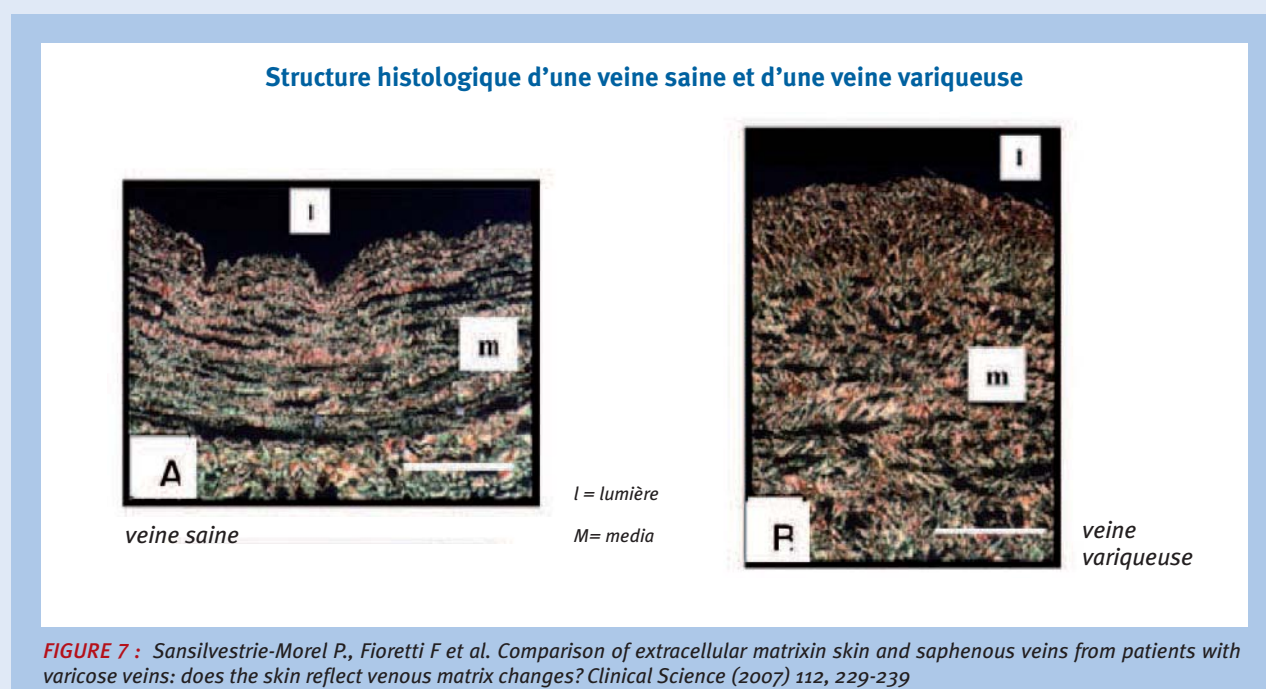 Structure histologique d’une veine saine et d’une veine variqueuse
l
m
A
veine saine
l = lumière
M= media
l
m
B
veine
variqueuse
FIGURE 7 : Sansilvestrie-Morel P., Fioretti F et al. Comparison of extracellular matrixin skin and saphenous veins from patients with
varicose veins: does the skin reflect venous matrix changes? Clinical Science (2007) 112, 229-239